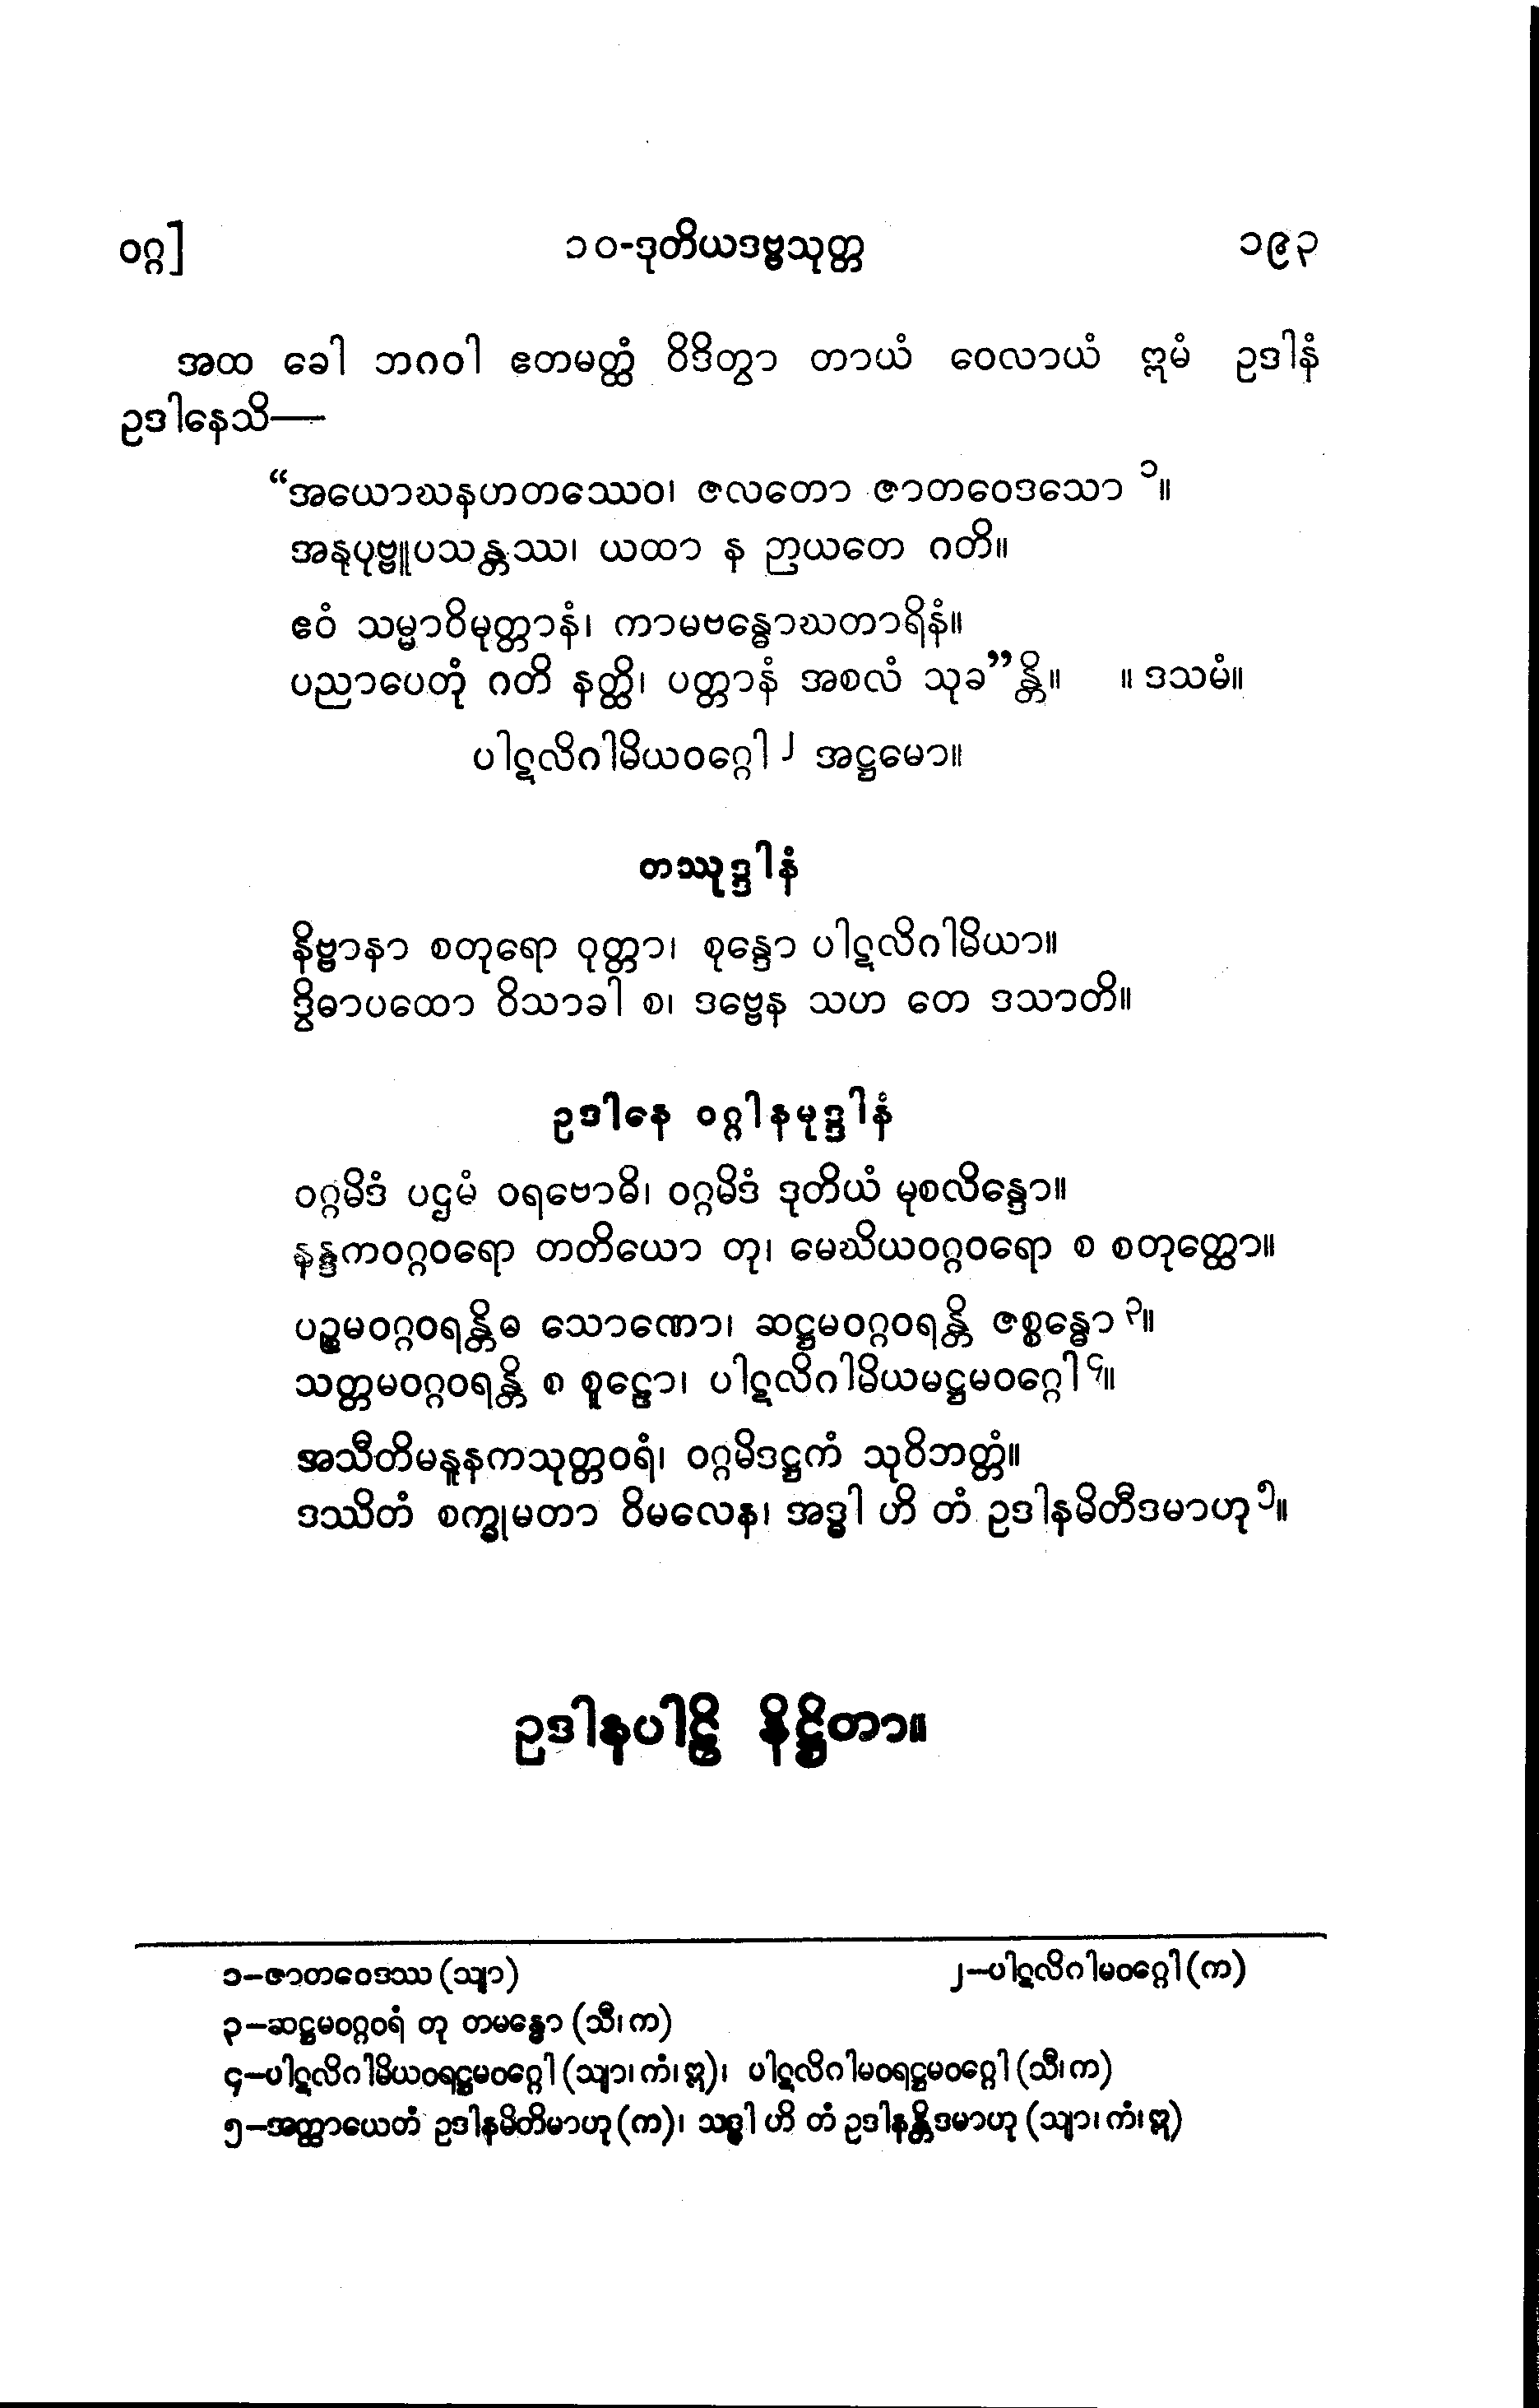 ဝဂ္ဂ] ၁၀-ဒုတိယဒဗ္ဗသုတ္တ ၁၉၃
အထ ခေါ ဘဂဝါ ဧတမတ္ထံ ဝိဒိတွာ တာယံ ဝေလာယံ ဣမံ ဥဒါနံ
ဥဒါနေသိ—
“အယောဃနဟတဿေဝ၊ ဇလတော ဇာတဝေဒသော ၁။
အနုပုဗ္ဗူပသန္တဿ၊ ယထာ န ဉာယတေ ဂတိ။
ဧဝံ သမ္မာဝိမုတ္တာနံ၊ ကာမဗန္ဓောဃတာရိနံ။
ပညာပေတုံ ဂတိ နတ္ထိ၊ ပတ္တာနံ အစလံ သုခ”န္တိ။ ။ ဒသမံ။
ပါဋလိဂါမိယဝဂ္ဂေါ ၂ အဋ္ဌမော။
တဿုဒ္ဒါနံ
နိဗ္ဗာနာ စတုရော ဝုတ္တာ၊ စုန္ဒော ပါဋလိဂါမိယာ။
ဒွိဓာပထော ဝိသာခါ စ၊ ဒဗ္ဗေန သဟ တေ ဒသာတိ။
ဥဒါနေ ဝဂ္ဂါနမုဒ္ဒါနံ
ဝဂ္ဂမိဒံ ပဌမံ ဝရဗောဓိ၊ ဝဂ္ဂမိဒံ ဒုတိယံ မုစလိန္ဒော။
နန္ဒကဝဂ္ဂဝရော တတိယော တု၊ မေဃိယဝဂ္ဂဝရော စ စတုတ္ထော။
ပဉ္စမဝဂ္ဂဝရန္တိဓ သောဏော၊ ဆဋ္ဌမဝဂ္ဂဝရန္တိ ဇစ္စန္ဓော ၃။
သတ္တမဝဂ္ဂဝရန္တိ စ စူဠော၊ ပါဋလိဂါမိယမဋ္ဌမဝဂ္ဂေါ ၄။
အသီတိမနူနကသုတ္တဝရံ၊ ဝဂ္ဂမိဒဋ္ဌကံ သုဝိဘတ္တံ။
ဒဿိတံ စက္ခုမတာ ဝိမလေန၊ အဒ္ဓါ ဟိ တံ ဥဒါနမိတီဒမာဟု ၅။
ဥဒါနပါဠိ နိဋ္ဌိတာ။
၁—ဇာတဝေဒဿ (သျာ) ၂—ပါဋလိဂါမဝဂ္ဂေါ (က)
၃—ဆဋ္ဌမဝဂ္ဂဝရံ တု တမန္ဓော (သီ၊ က)
၄—ပါဋလိဂါမိယဝရဋ္ဌမဝဂ္ဂေါ (သျာ၊ ကံ၊ ဣ)၊ ပါဋလိဂါမဝရဋ္ဌမဝဂ္ဂေါ (သီ၊ က)
၅—အတ္ထာယေတံ ဥဒါနမိတိမာဟု (က)၊ သဒ္ဓါ ဟိ တံ ဥဒါနန္တိဒမာဟု (သျာ၊ ကံ၊ ဣ)